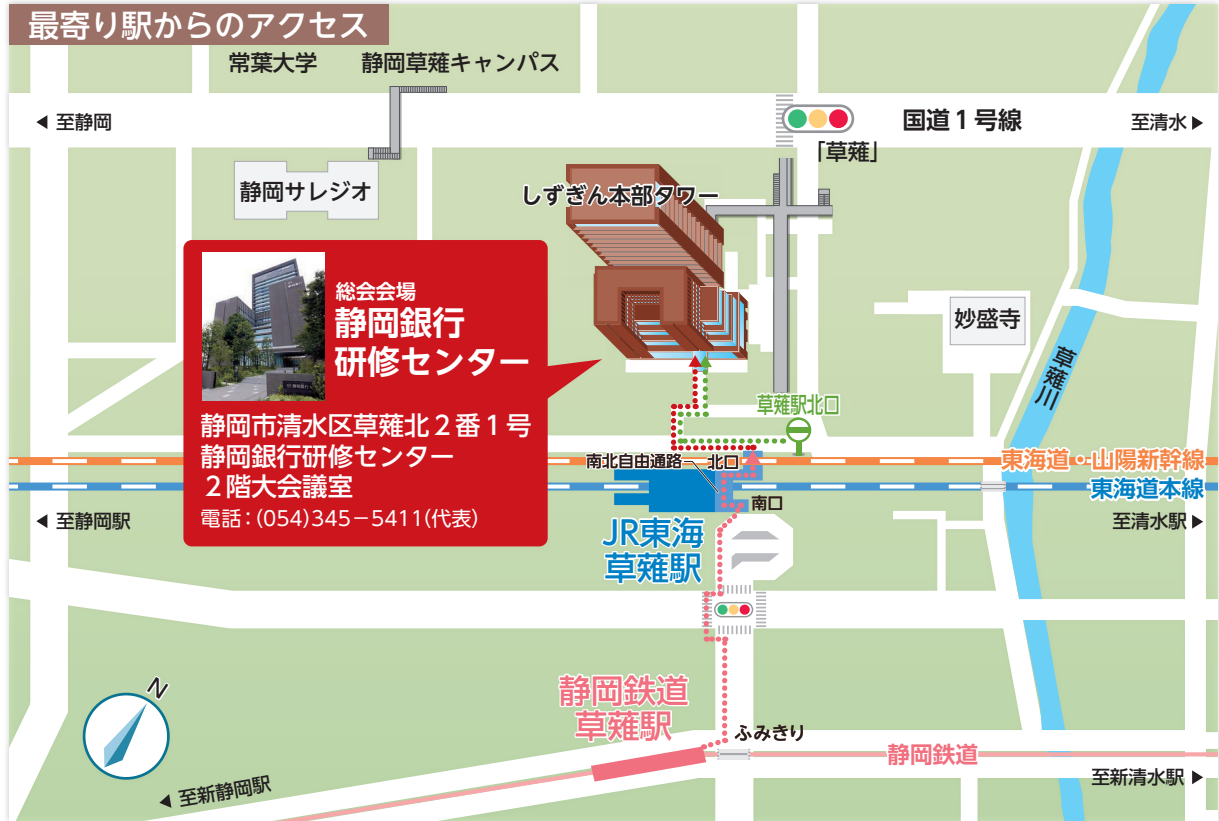 最寄り駅からのアクセス
常葉大学 静岡草薙キャンパス
◀ 至静岡
国道1号線
至清水 ▶
「草薙」
静岡サレジオ
しずぎん本部タワー
総会会場
静岡銀行
研修センター
静岡市清水区草薙北2番1号
静岡銀行研修センター
2階大会議室
電話:(054)345-5411(代表)
妙盛寺
草薙川
草薙駅北口
南北自由通路
北口
東海道・山陽新幹線
東海道本線
南口
◀ 至静岡駅
至清水駅 ▶
JR東海
草薙駅
N
静岡鉄道
草薙駅
ふみきり
静岡鉄道
◀ 至新静岡駅
至新清水駅 ▶